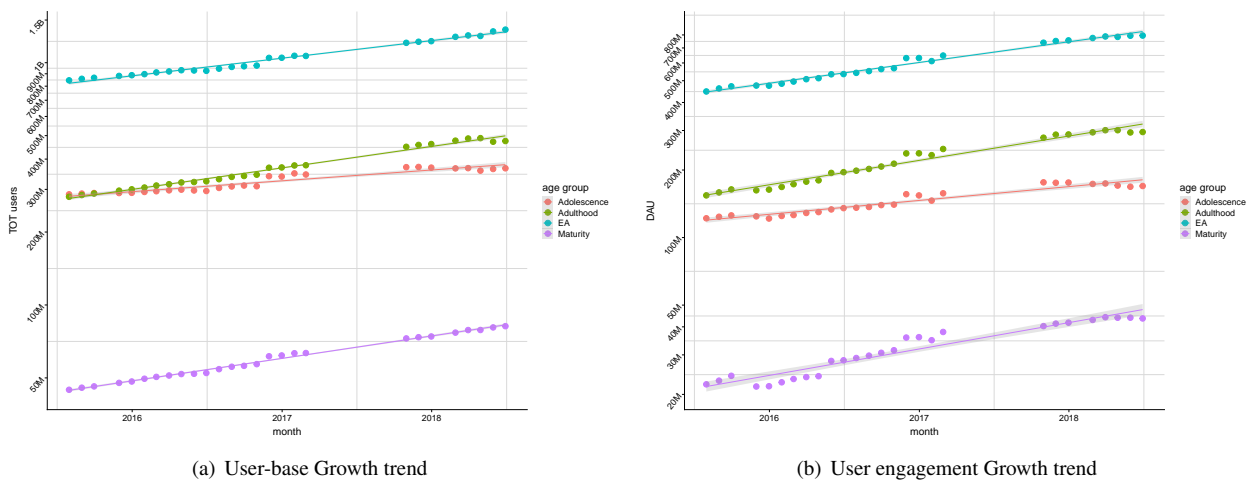 1.5B
1B
900M
800M
700M
600M
500M
400M
300M
200M
100M
50M
TOT users
2016 2017 2018
month
age group
Adolescence
Adulthood
EA
Maturity
(a) User-base Growth trend
800M
700M
600M
500M
400M
300M
200M
100M
50M
40M
30M
20M
DAU
2016 2017 2018
month
age group
Adolescence
Adulthood
EA
Maturity
(b) User engagement Growth trend